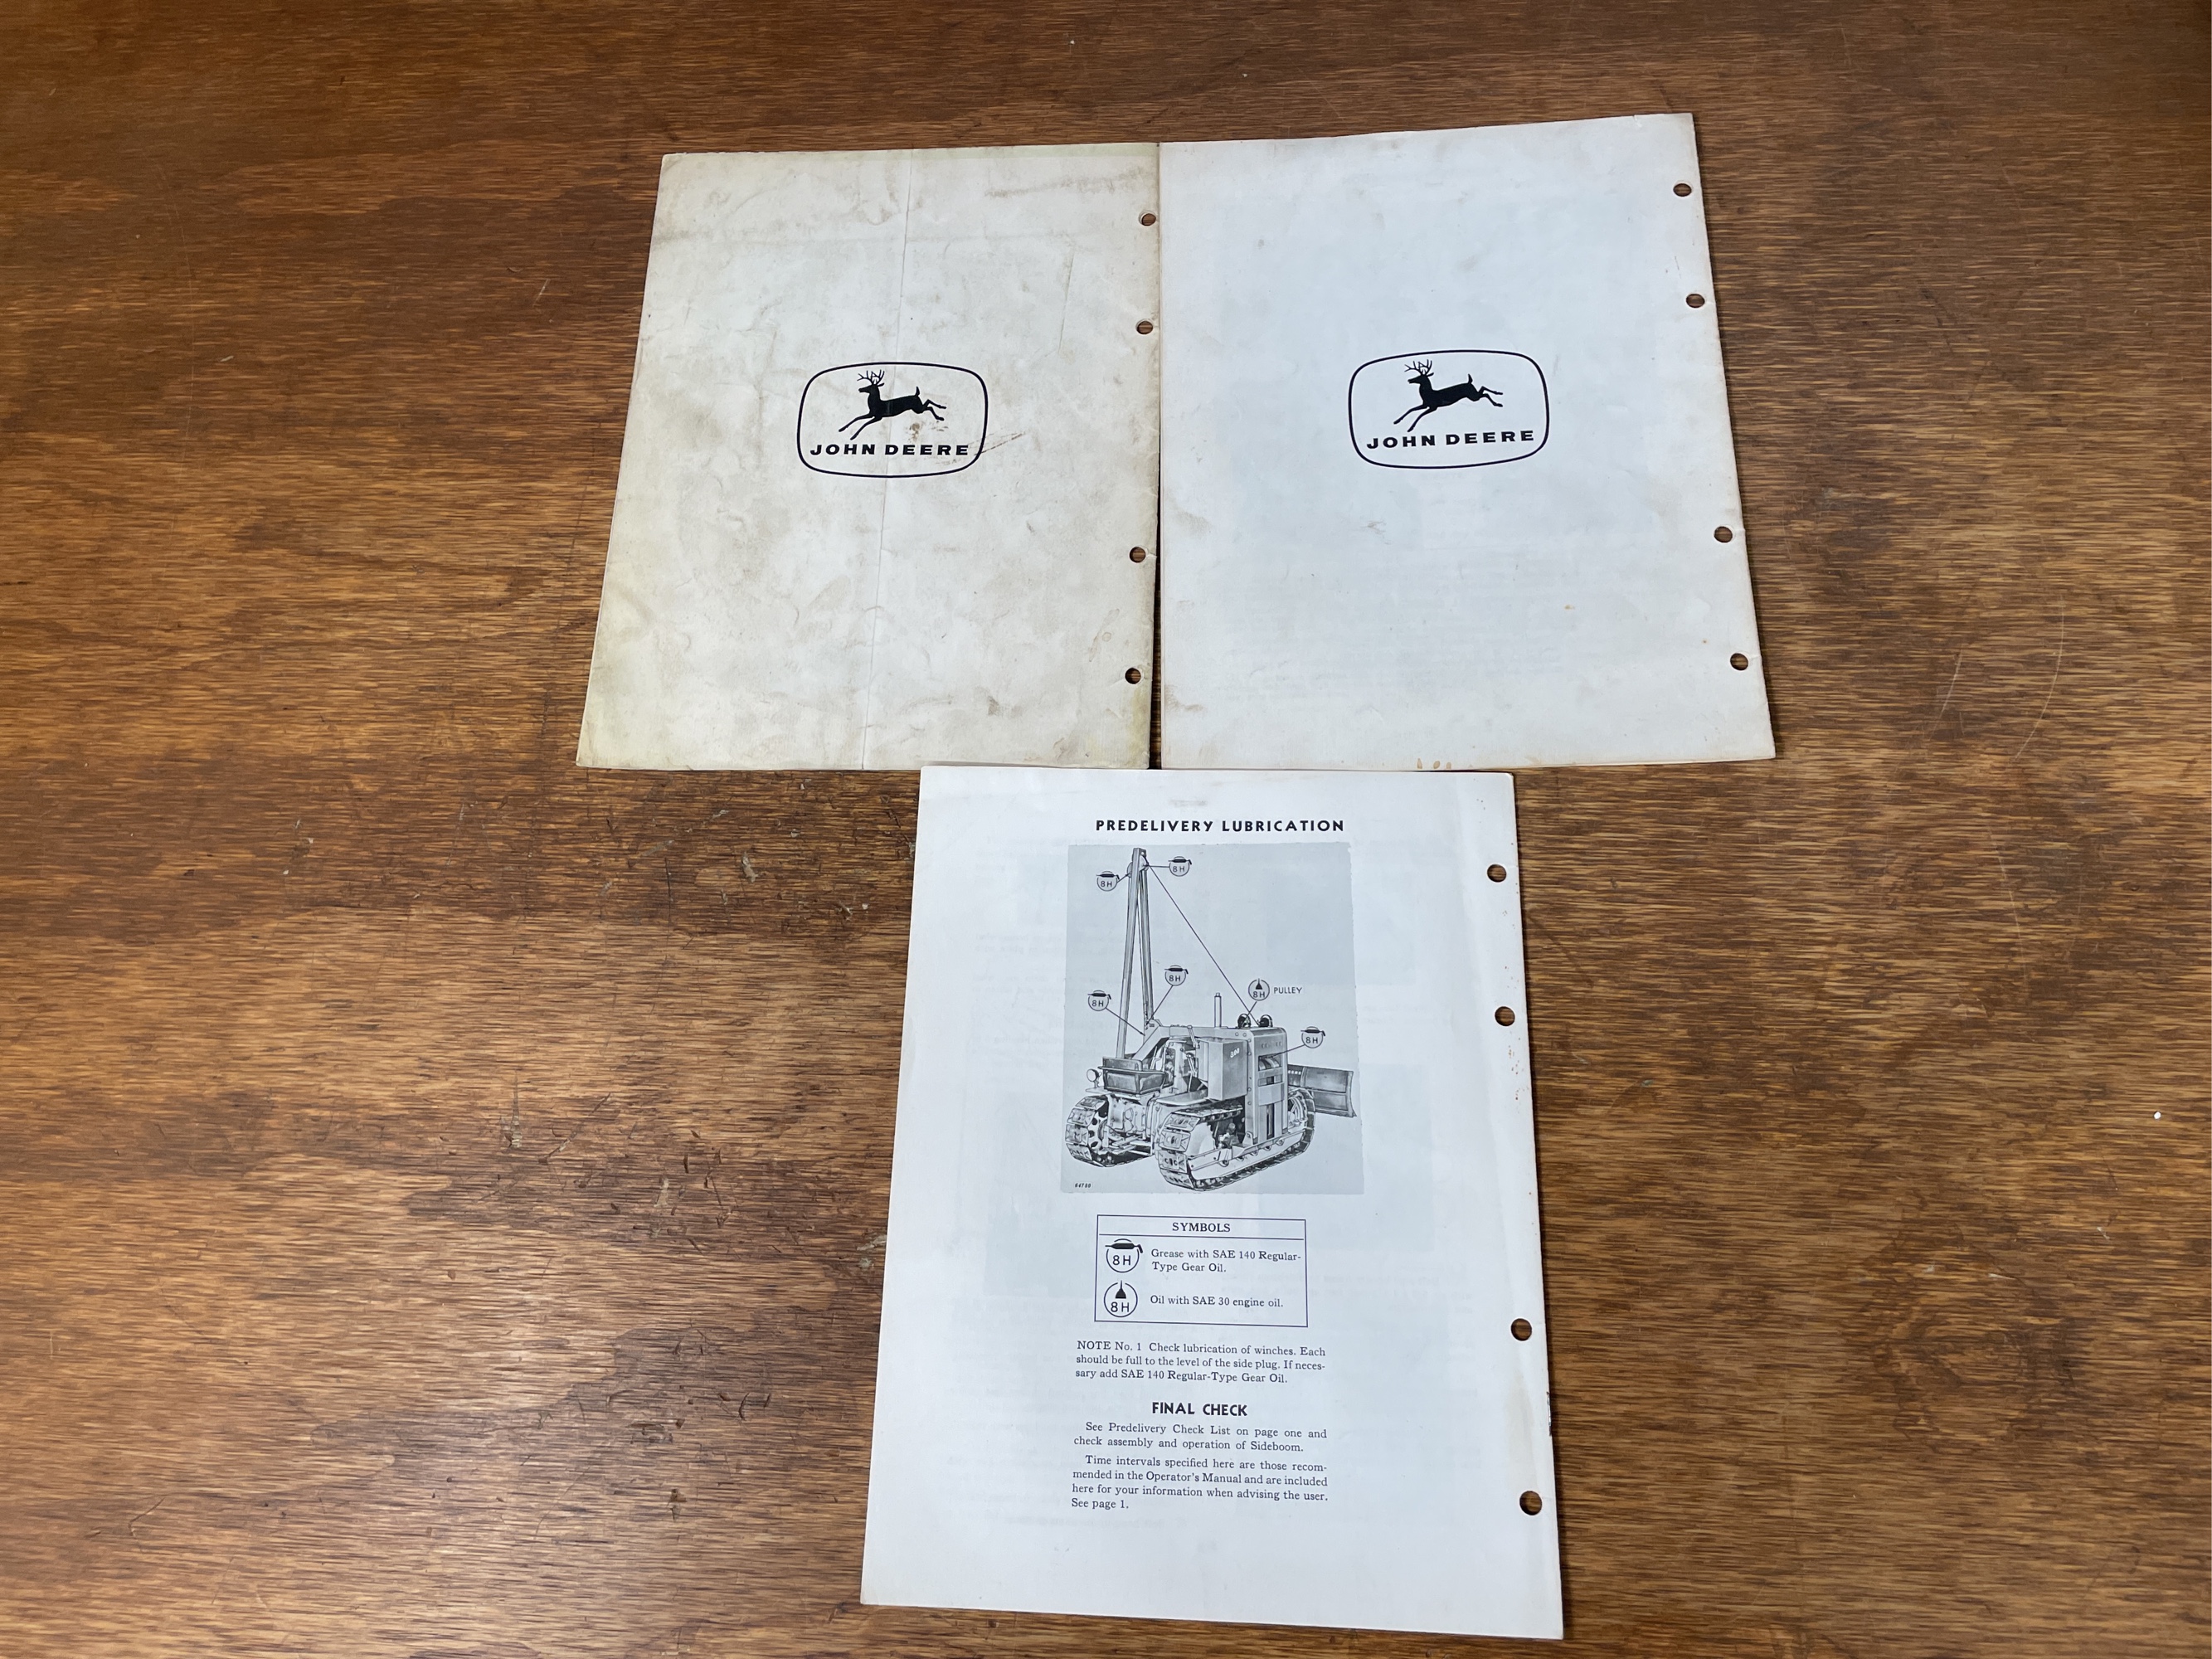 JOHN DEERE
JOHN DEERE
PREDELIVERY LUBRICATION
8H
8H
8H
8H
8H PULLEY
8H
64788
SYMBOLS
8H Grease with SAE 140 Regular-
Type Gear Oil.
8H Oil with SAE 30 engine oil.
NOTE No. 1 Check lubrication of winches. Each
should be full to the level of the side plug. If neces-
sary add SAE 140 Regular-Type Gear Oil.
FINAL CHECK
See Predelivery Check List on page one and
check assembly and operation of Sideboom.
Time intervals specified here are those recom-
mended in the Operator's Manual and are included
here for your information when advising the user.
See page 1.